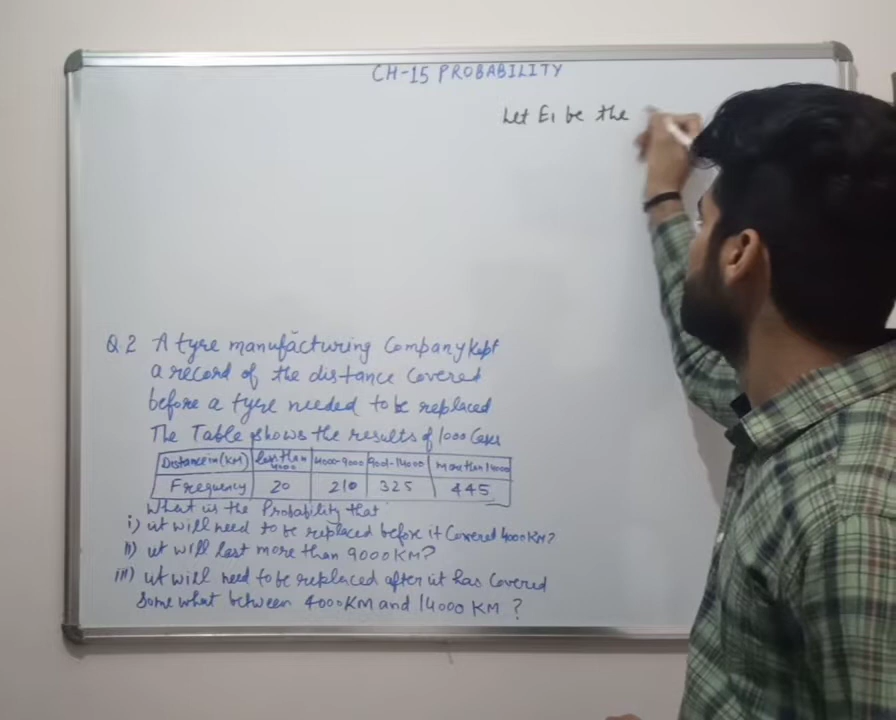 CH-15 PROBABILITY
Let E1 be the
Q.2 A tyre manufacturing Company kept
a record of the distance Covered
before a tyre needed to be replaced
The Table shows the results of 1000 Cases
Distance in (KM) less than 4000 4000-9000 9001-14000 More than 14000
Frequency 20 210 325 445
What is the Probability that
i) it will need to be replaced before it Covered 4000 KM?
ii) it will last more than 9000 KM?
iii) it will need to be replaced after it has Covered
Some what between 4000 KM and 14000 KM ?